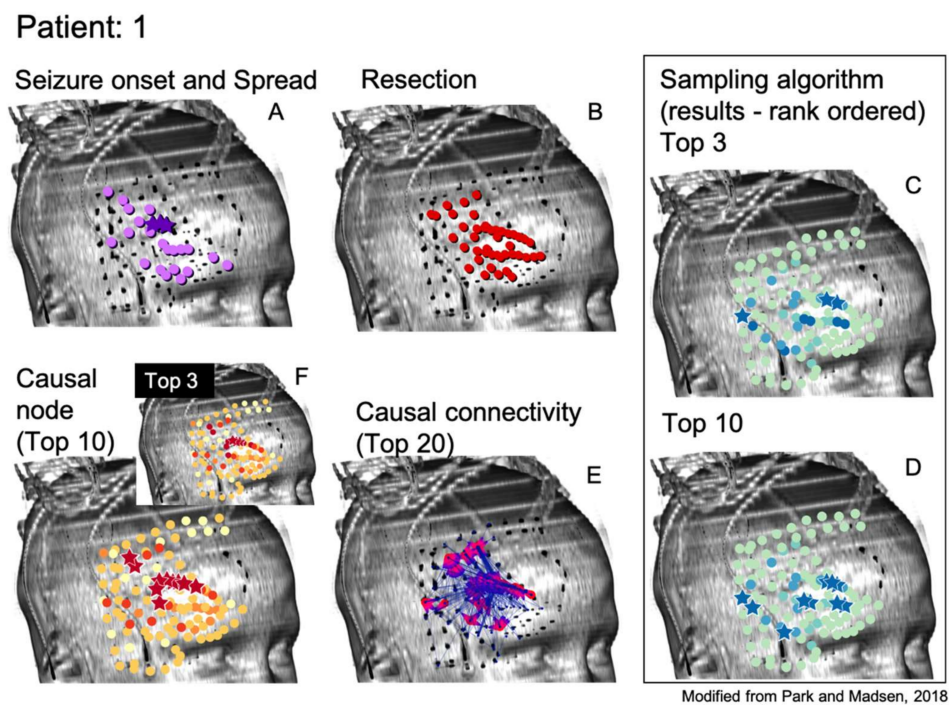 Patient: 1
Seizure onset and Spread
A
Resection
B
Sampling algorithm
(results - rank ordered)
Top 3
C
Causal
node
(Top 10)
Top 3
F
Causal connectivity
(Top 20)
E
Top 10
D
Modified from Park and Madsen, 2018